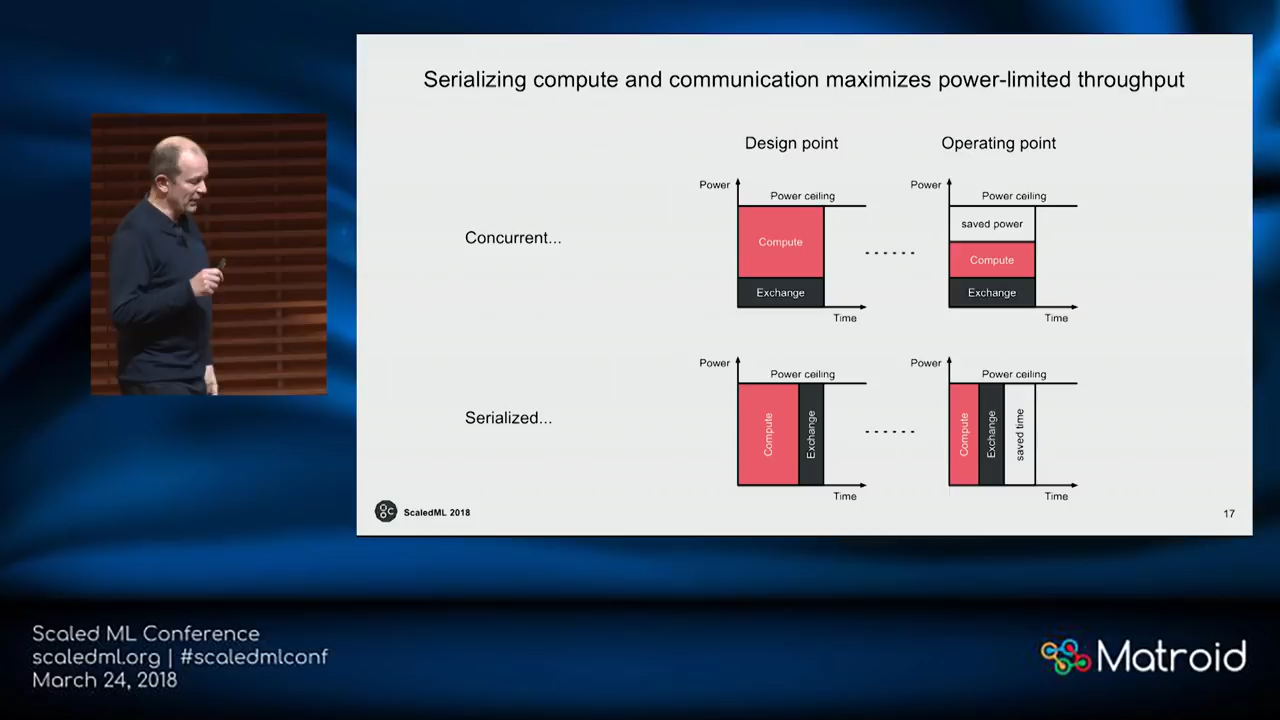 Serializing compute and communication maximizes power-limited throughput
Design point
Operating point
Concurrent...
Power
Power ceiling
Compute
Exchange
Time
Power
Power ceiling
saved power
Compute
Exchange
Time
Serialized...
Power
Power ceiling
Compute
Exchange
Time
Power
Power ceiling
Compute
Exchange
saved time
Time
ScaledML 2018
17
Scaled ML Conference
scaledml.org | #scaledmlconf
March 24, 2018
Matroid